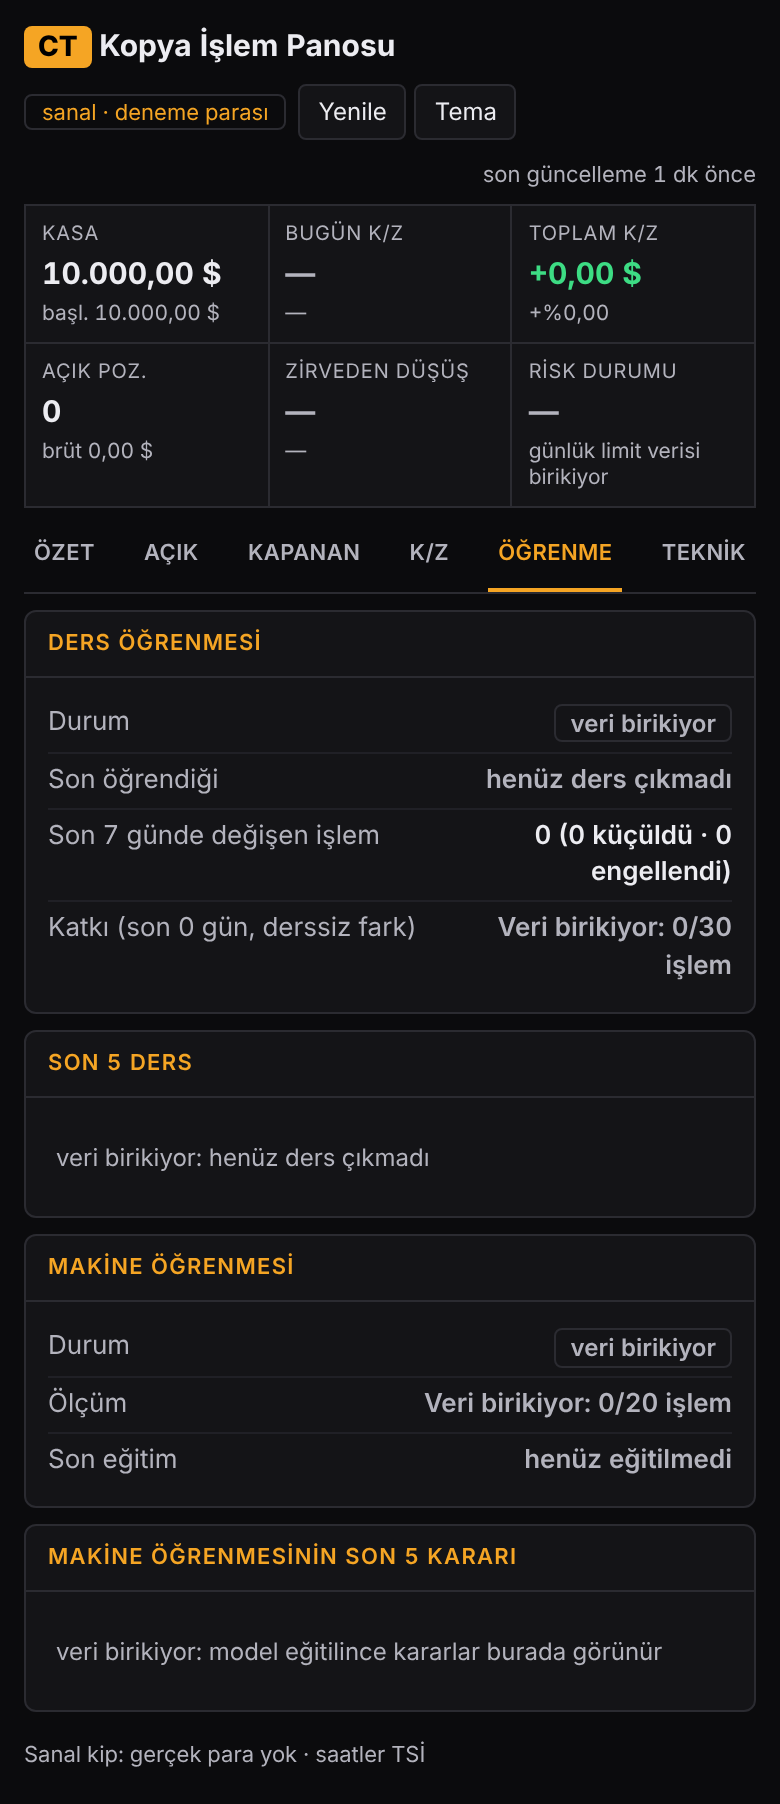 CT Kopya İşlem Panosu
sanal · deneme parası Yenile Tema
son güncelleme 1 dk önce
KASA
10.000,00 $
başl. 10.000,00 $
BUGÜN K/Z
—
—
TOPLAM K/Z
+0,00 $
+%0,00
AÇIK POZ.
0
brüt 0,00 $
ZİRVEDEN DÜŞÜŞ
—
—
RİSK DURUMU
—
günlük limit verisi
birikiyor
ÖZET AÇIK KAPANAN K/Z ÖĞRENME TEKNİK
DERS ÖĞRENMESİ
Durum veri birikiyor
Son öğrendiği henüz ders çıkmadı
Son 7 günde değişen işlem 0 (0 küçüldü · 0
engellendi)
Katkı (son 0 gün, derssiz fark) Veri birikiyor: 0/30
işlem
SON 5 DERS
veri birikiyor: henüz ders çıkmadı
MAKİNE ÖĞRENMESİ
Durum veri birikiyor
Ölçüm Veri birikiyor: 0/20 işlem
Son eğitim henüz eğitilmedi
MAKİNE ÖĞRENMESİNİN SON 5 KARARI
veri birikiyor: model eğitilince kararlar burada görünür
Sanal kip: gerçek para yok · saatler TSİ